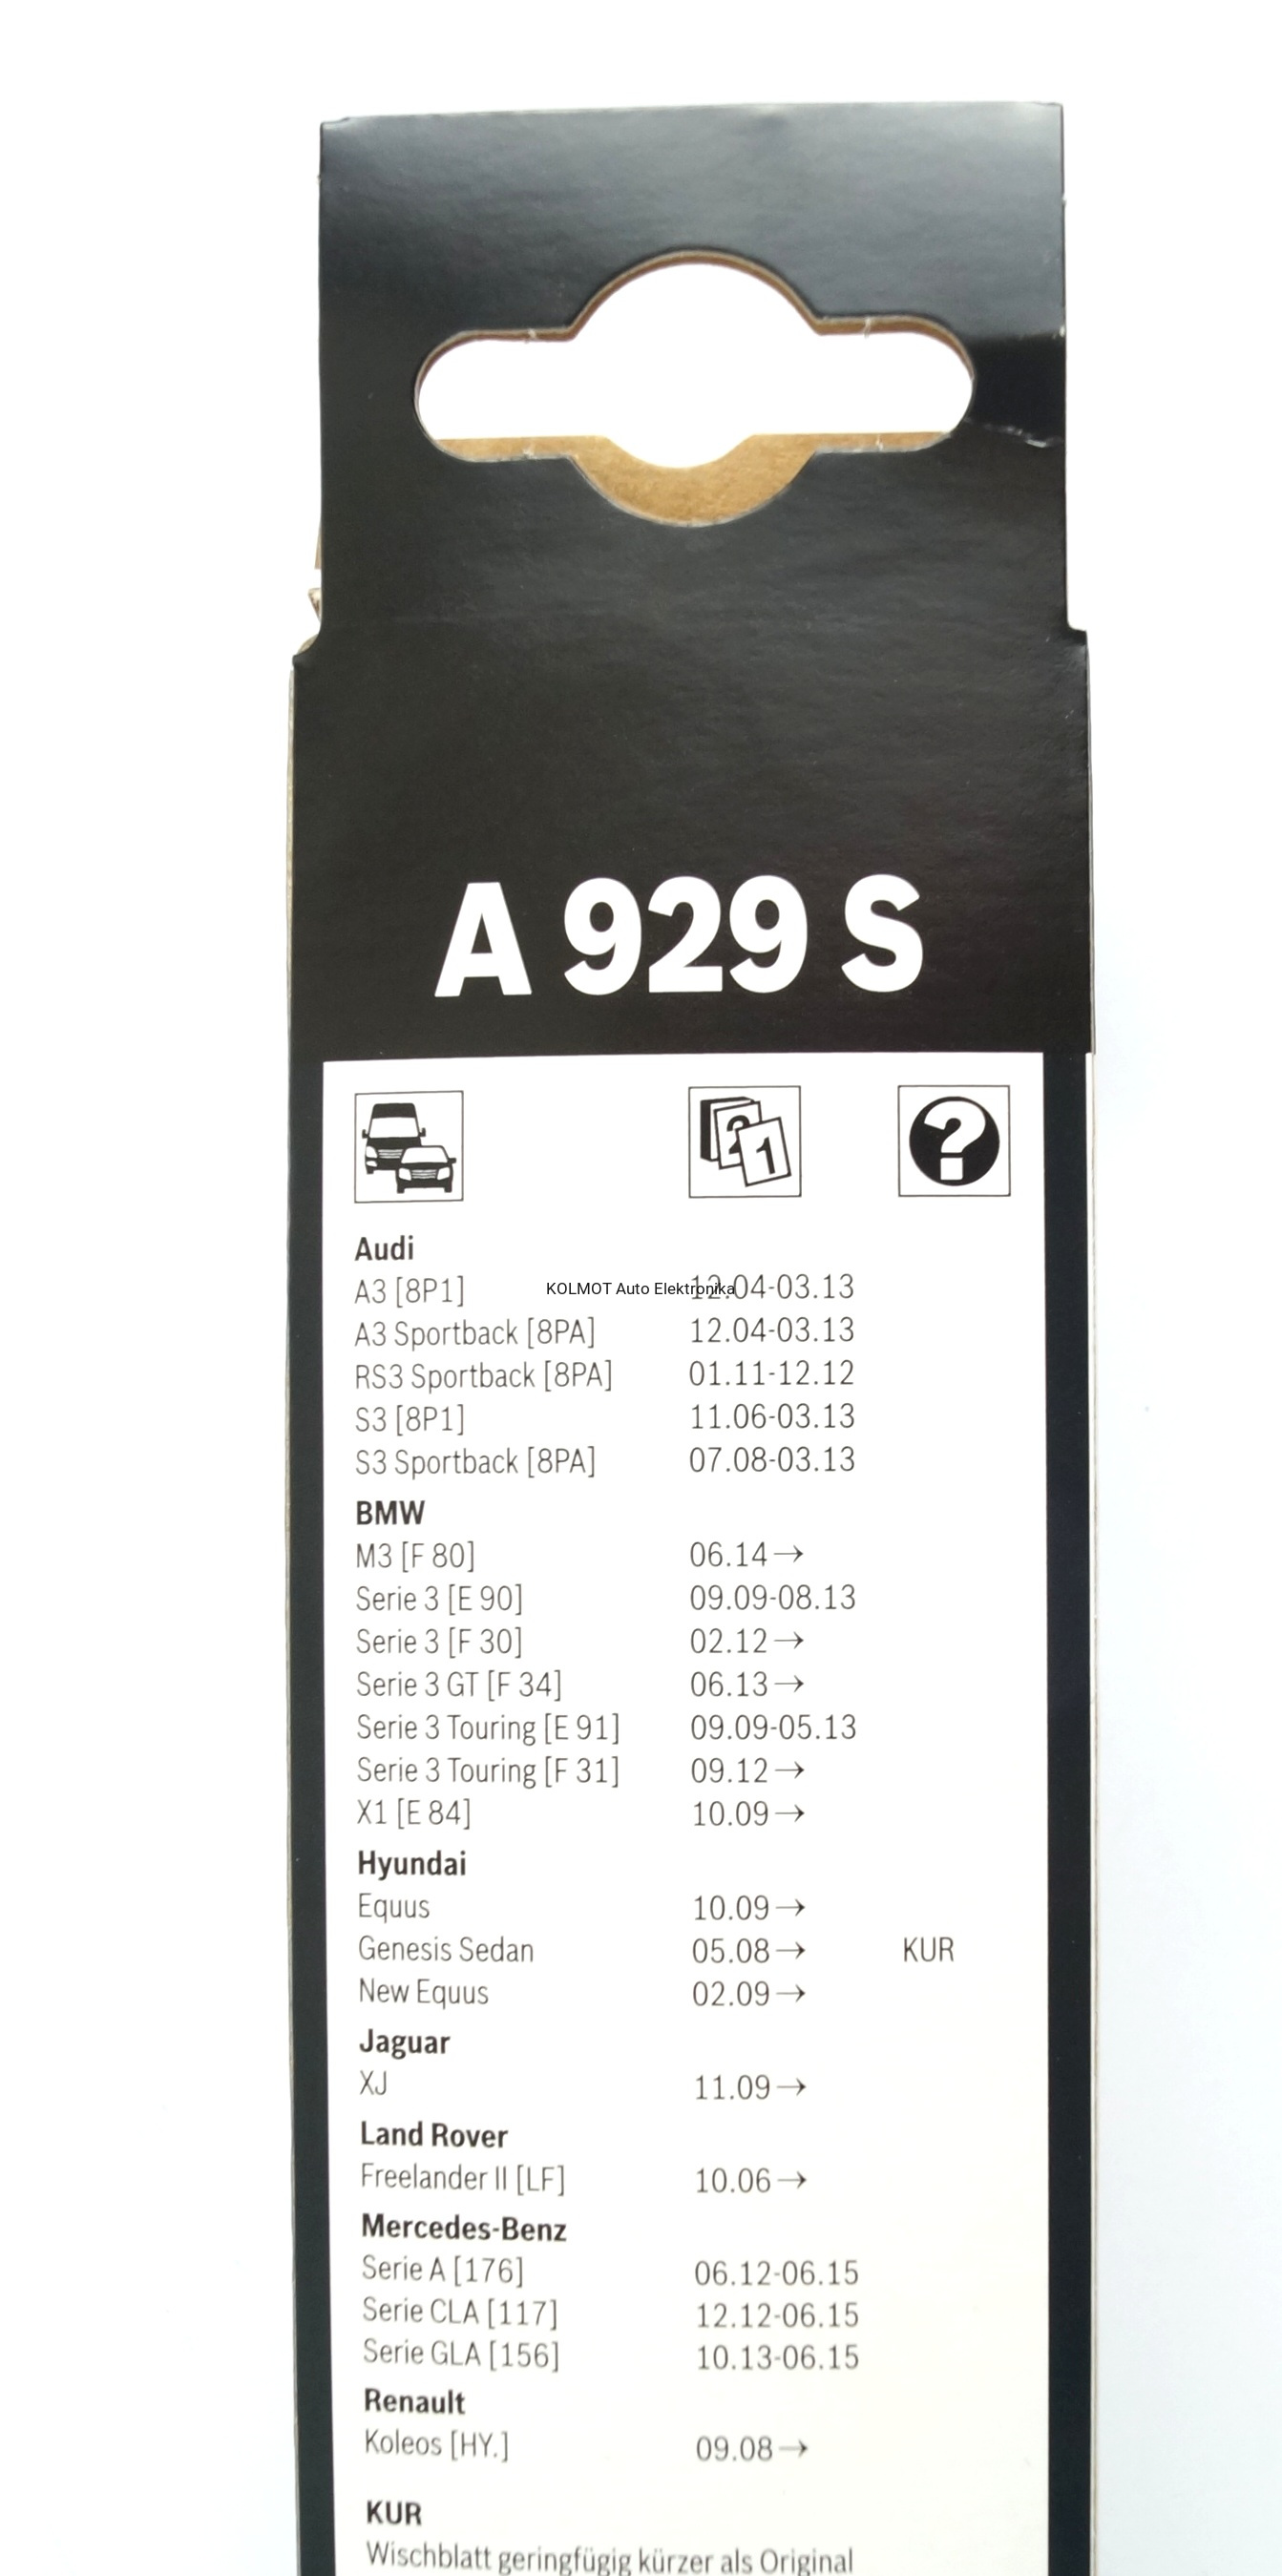 A 929 S
2 1 ?
Audi
A3 [8P1] 12.04-03.13
KOLMOT Auto Elektronika
A3 Sportback [8PA] 12.04-03.13
RS3 Sportback [8PA] 01.11-12.12
S3 [8P1] 11.06-03.13
S3 Sportback [8PA] 07.08-03.13
BMW
M3 [F 80] 06.14→
Serie 3 [E 90] 09.09-08.13
Serie 3 [F 30] 02.12→
Serie 3 GT [F 34] 06.13→
Serie 3 Touring [E 91] 09.09-05.13
Serie 3 Touring [F 31] 09.12→
X1 [E 84] 10.09→
Hyundai
Equus 10.09→
Genesis Sedan 05.08→ KUR
New Equus 02.09→
Jaguar
XJ 11.09→
Land Rover
Freelander II [LF] 10.06→
Mercedes-Benz
Serie A [176] 06.12-06.15
Serie CLA [117] 12.12-06.15
Serie GLA [156] 10.13-06.15
Renault
Koleos [HY.] 09.08→
KUR
Wischblatt geringfügig kürzer als Original